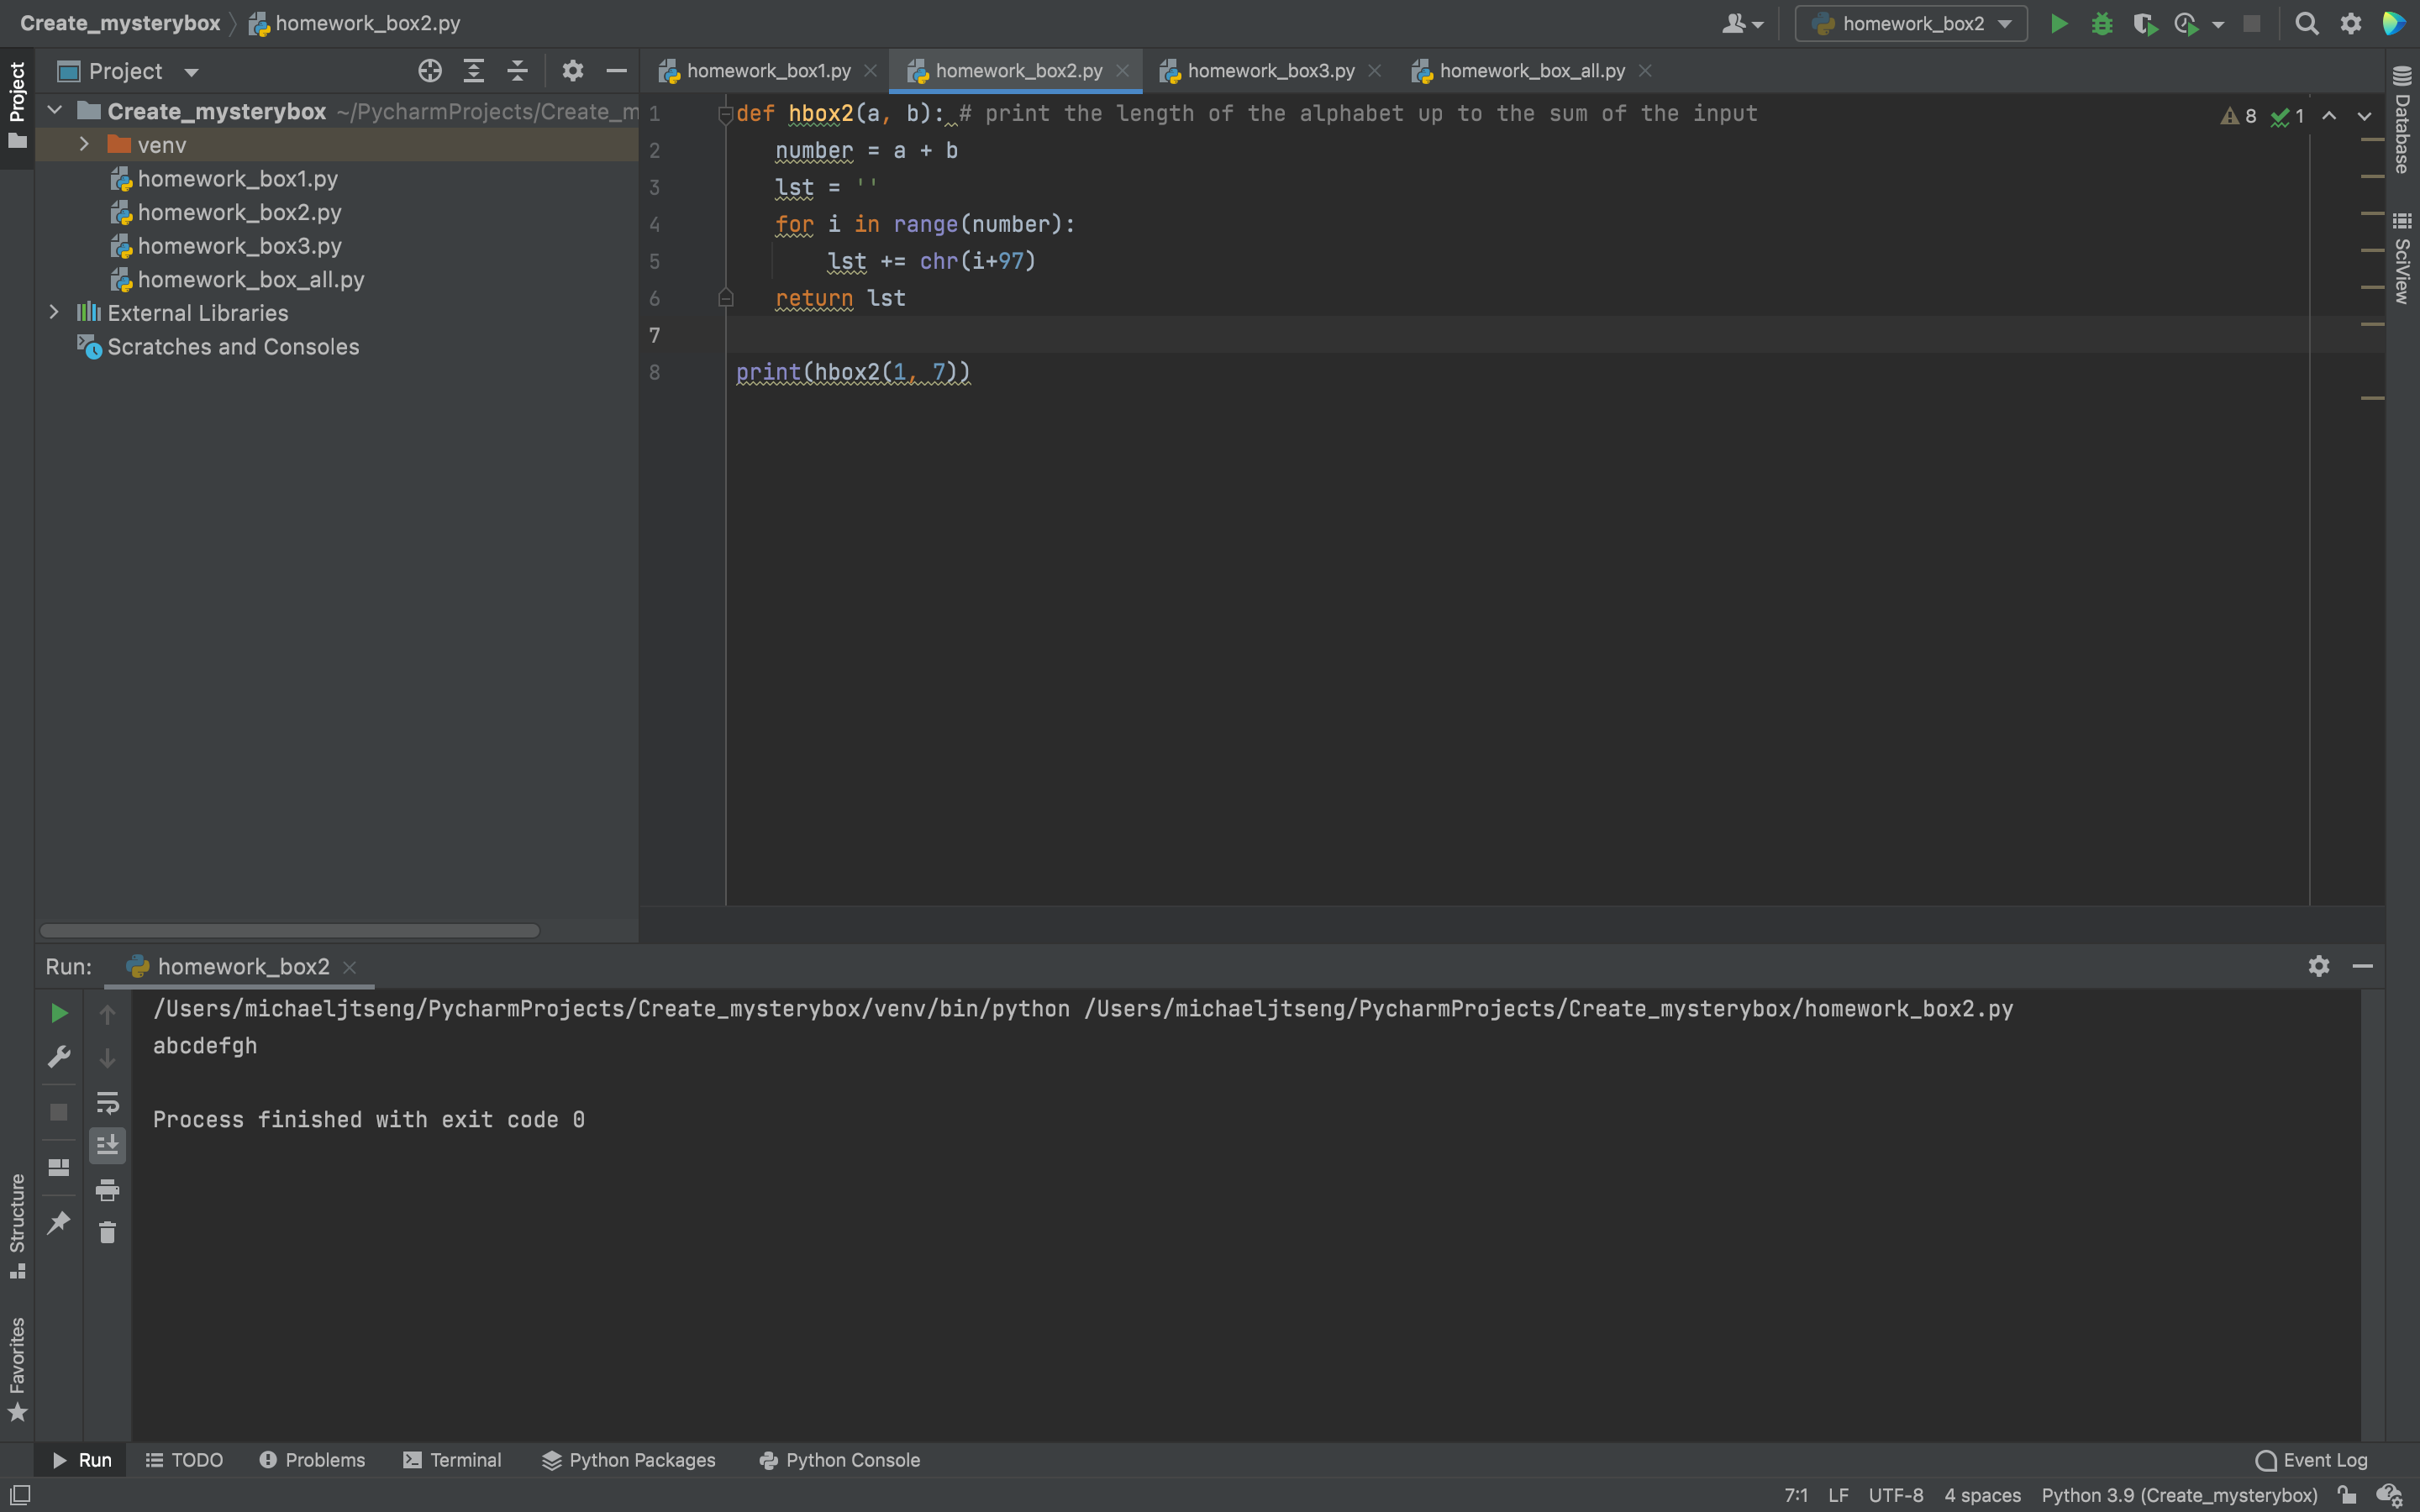 Create_mysterybox 〉 homework_box2.py
homework_box2
Project
Project
homework_box1.py
homework_box2.py
homework_box3.py
homework_box_all.py
Create_mysterybox ~/PycharmProjects/Create_m
venv
homework_box1.py
homework_box2.py
homework_box3.py
homework_box_all.py
External Libraries
Scratches and Consoles
1 def hbox2(a, b): # print the length of the alphabet up to the sum of the input
2 number = a + b
3 lst = ''
4 for i in range(number):
5 lst += chr(i+97)
6 return lst
7
8 print(hbox2(1, 7))
8 1
Database
SciView
Run: homework_box2
/Users/michaeljtseng/PycharmProjects/Create_mysterybox/venv/bin/python /Users/michaeljtseng/PycharmProjects/Create_mysterybox/homework_box2.py
abcdefgh
Process finished with exit code 0
Structure
Favorites
Run TODO Problems Terminal Python Packages Python Console Event Log
7:1 LF UTF-8 4 spaces Python 3.9 (Create_mysterybox)